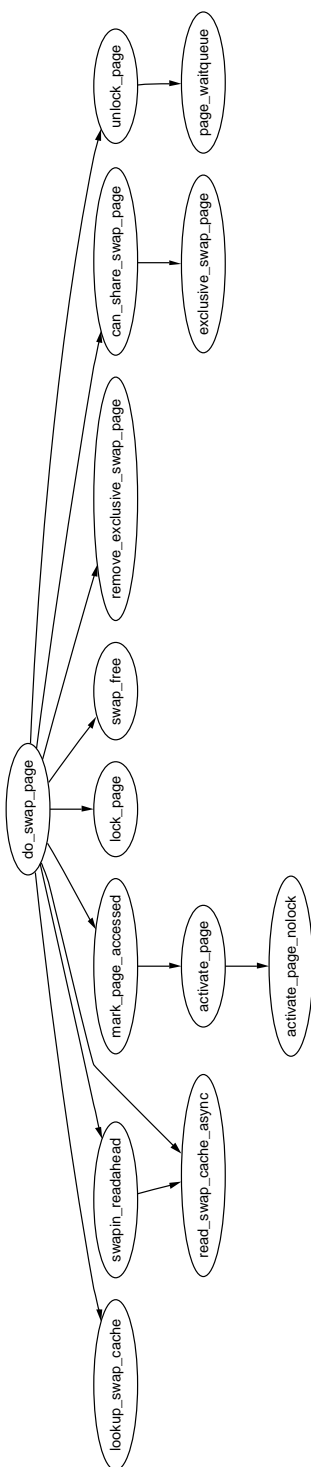 do_swap_page
lookup_swap_cache
swapin_readahead
mark_page_accessed
lock_page
swap_free
remove_exclusive_swap_page
can_share_swap_page
unlock_page
read_swap_cache_async
activate_page
exclusive_swap_page
page_waitqueue
activate_page_nolock